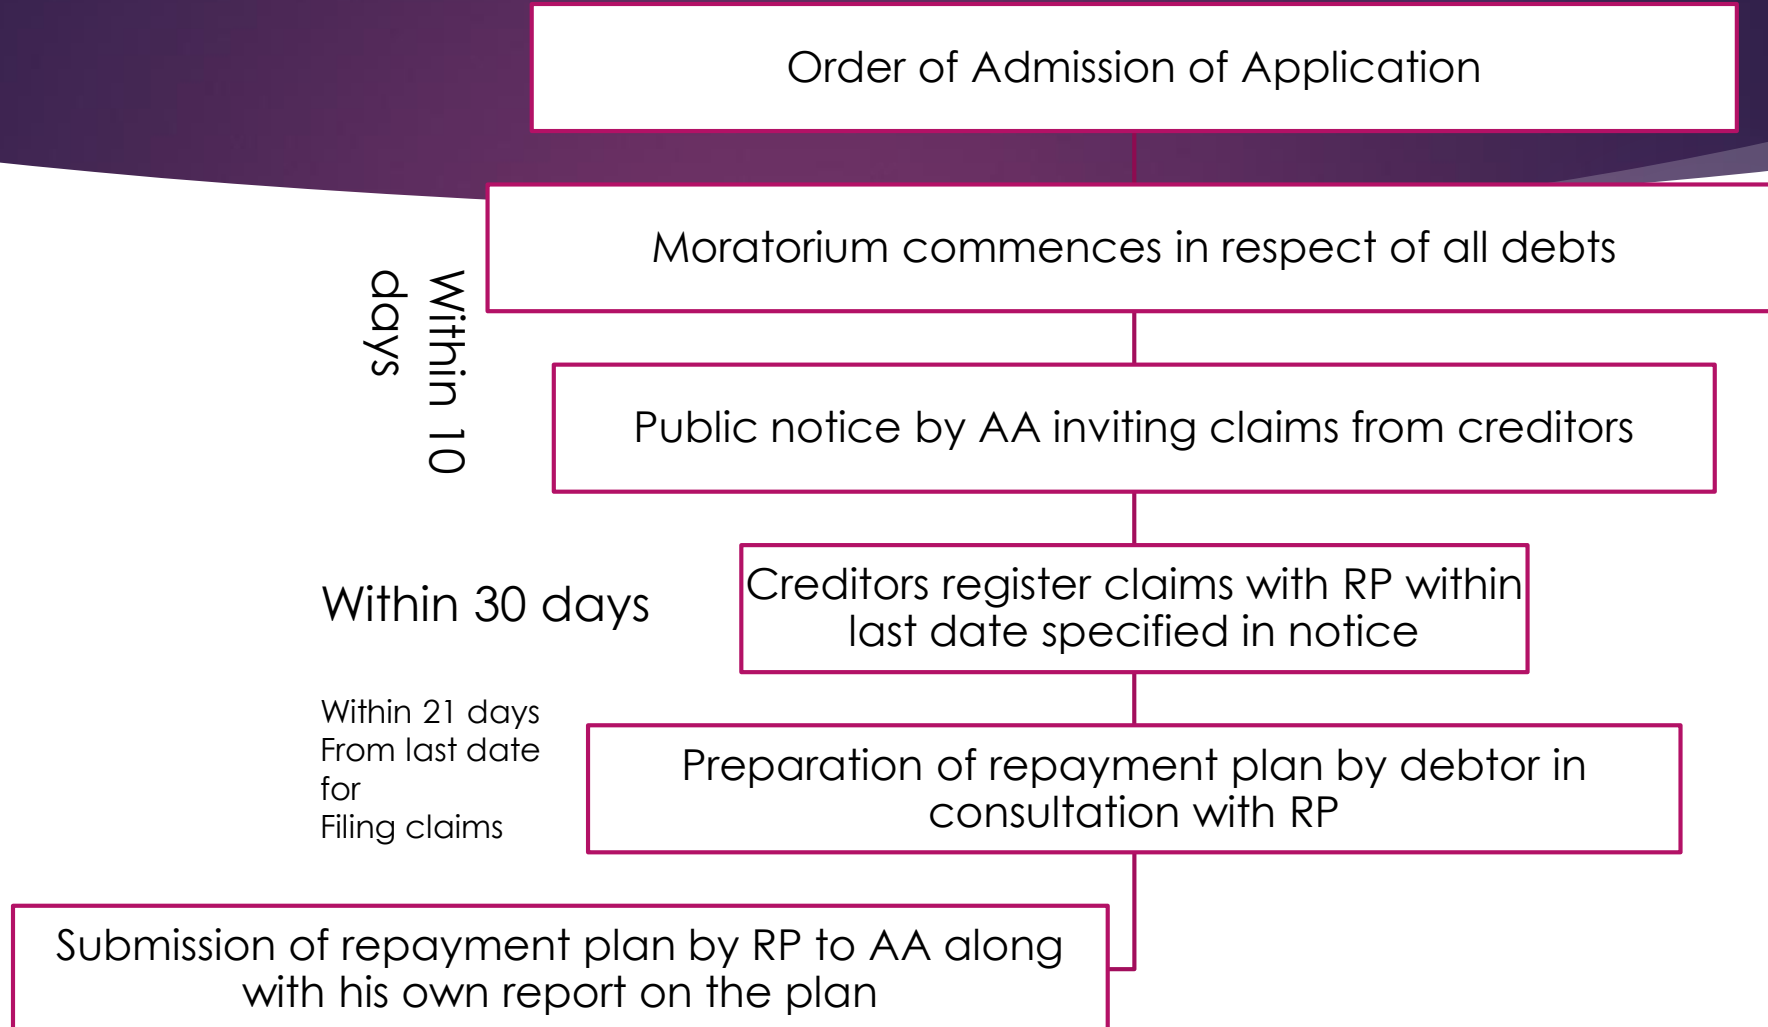 Order of Admission of Application
Moratorium commences in respect of all debts
Within 10
days
Public notice by AA inviting claims from creditors
Within 30 days
Creditors register claims with RP within
last date specified in notice
Within 21 days
From last date
for
Filing claims
Preparation of repayment plan by debtor in
consultation with RP
Submission of repayment plan by RP to AA along
with his own report on the plan